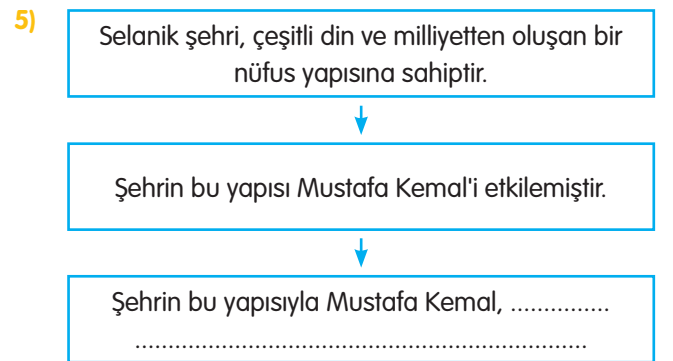 5)
Selanik şehri, çeşitli din ve milliyetten oluşan bir
nüfus yapısına sahiptir.
Şehrin bu yapısı Mustafa Kemal'i etkilemiştir.
Şehrin bu yapısıyla Mustafa Kemal, ...............
....................................................................